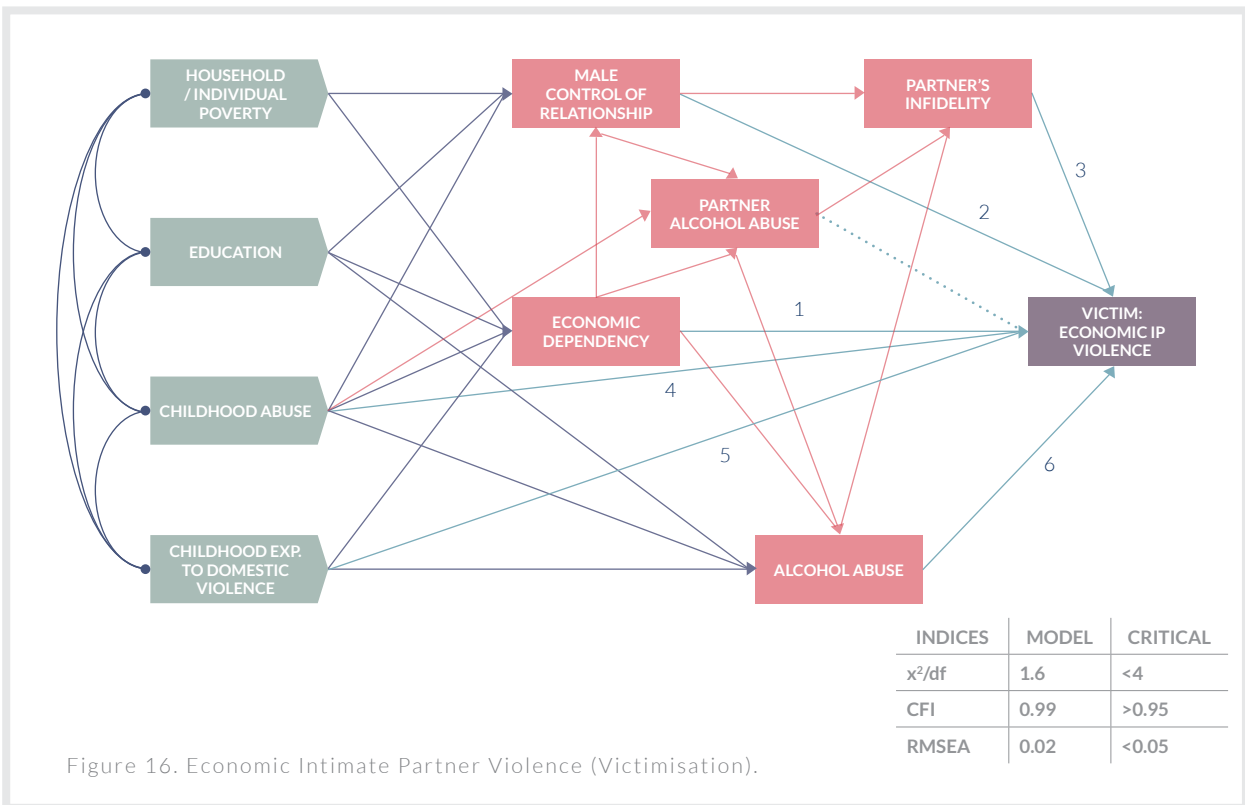 HOUSEHOLD
/ INDIVIDUAL
POVERTY
MALE
CONTROL OF
RELATIONSHIP
PARTNER'S
INFIDELITY
3
PARTNER
ALCOHOL ABUSE
2
EDUCATION
ECONOMIC
DEPENDENCY
1
VICTIM:
ECONOMIC IP
VIOLENCE
4
CHILDHOOD ABUSE
5
6
CHILDHOOD EXP.
TO DOMESTIC
VIOLENCE
ALCOHOL ABUSE
INDICES MODEL CRITICAL
x²/df 1.6 <4
CFI 0.99 >0.95
RMSEA 0.02 <0.05
Figure 16. Economic Intimate Partner Violence (Victimisation).